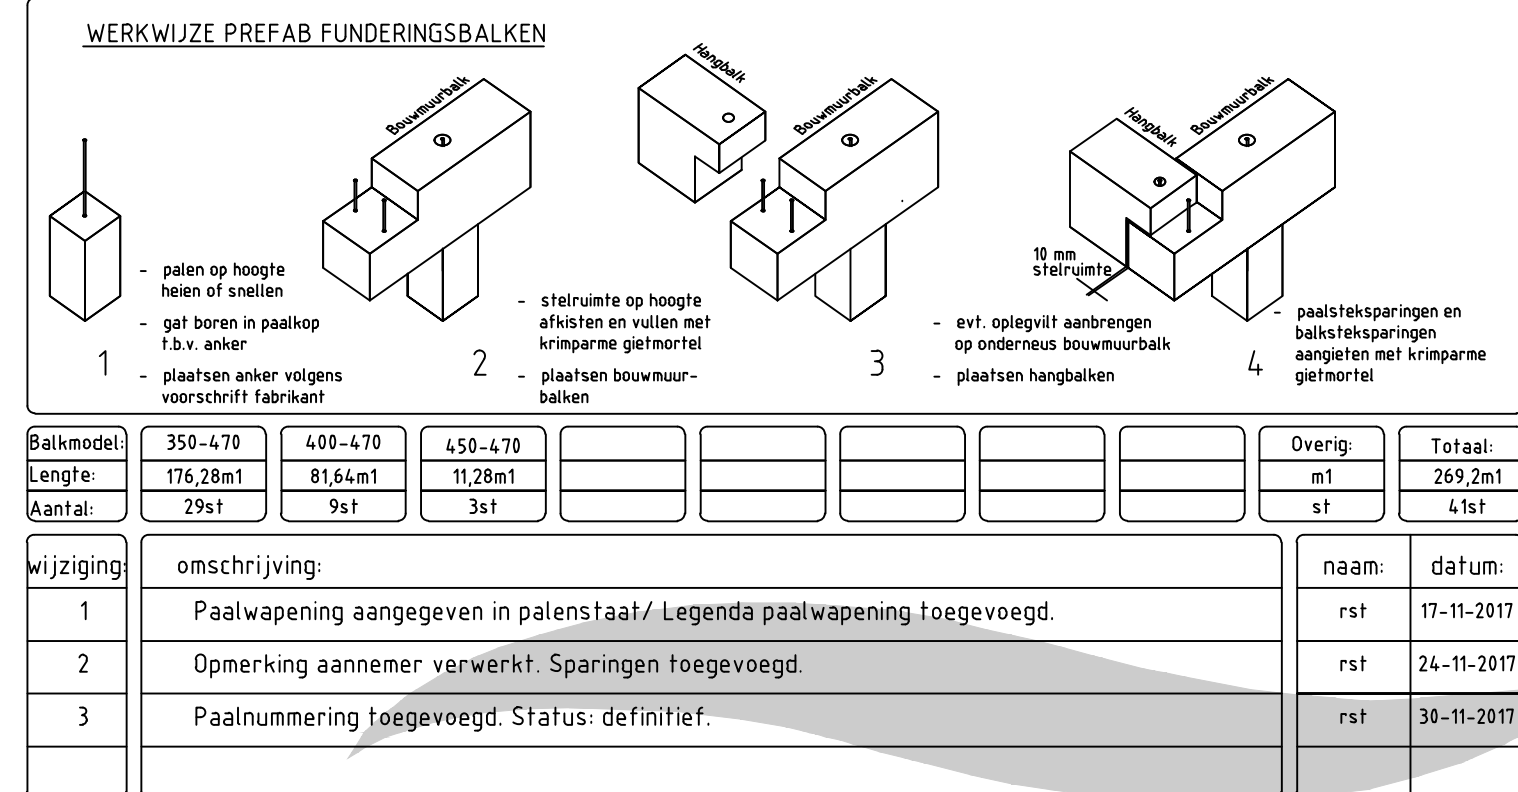 WERKWIJZE PREFAB FUNDERINGSBALKEN
- palen op hoogte
heien of snellen
- gat boren in paalkop
t.b.v. anker
1
- plaatsen anker volgens
voorschrift fabrikant
Bouwmuurbalk
- stelruimte op hoogte
afkisten en vullen met
krimparme gietmortel
2
- plaatsen bouwmuur-
balken
Hangbalk
Bouwmuurbalk
- evt. oplegvilt aanbrengen
op onderneus bouwmuurbalk
3
- plaatsen hangbalken
Hangbalk
Bouwmuurbalk
10 mm
stelruimte
- paalsteksparingen en
balksteksparingen
aangieten met krimparme
gietmortel
4
Balkmodel: 350-470 400-470 450-470 Overig: Totaal:
Lengte: 176,28m1 81,64m1 11,28m1 m1 269,2m1
Aantal: 29st 9st 3st st 41st
wijziging: omschrijving: naam: datum:
1 Paalwapening aangegeven in palenstaat/ Legenda paalwapening toegevoegd. rst 17-11-2017
2 Opmerking aannemer verwerkt. Sparingen toegevoegd. rst 24-11-2017
3 Paalnummering toegevoegd. Status: definitief. rst 30-11-2017